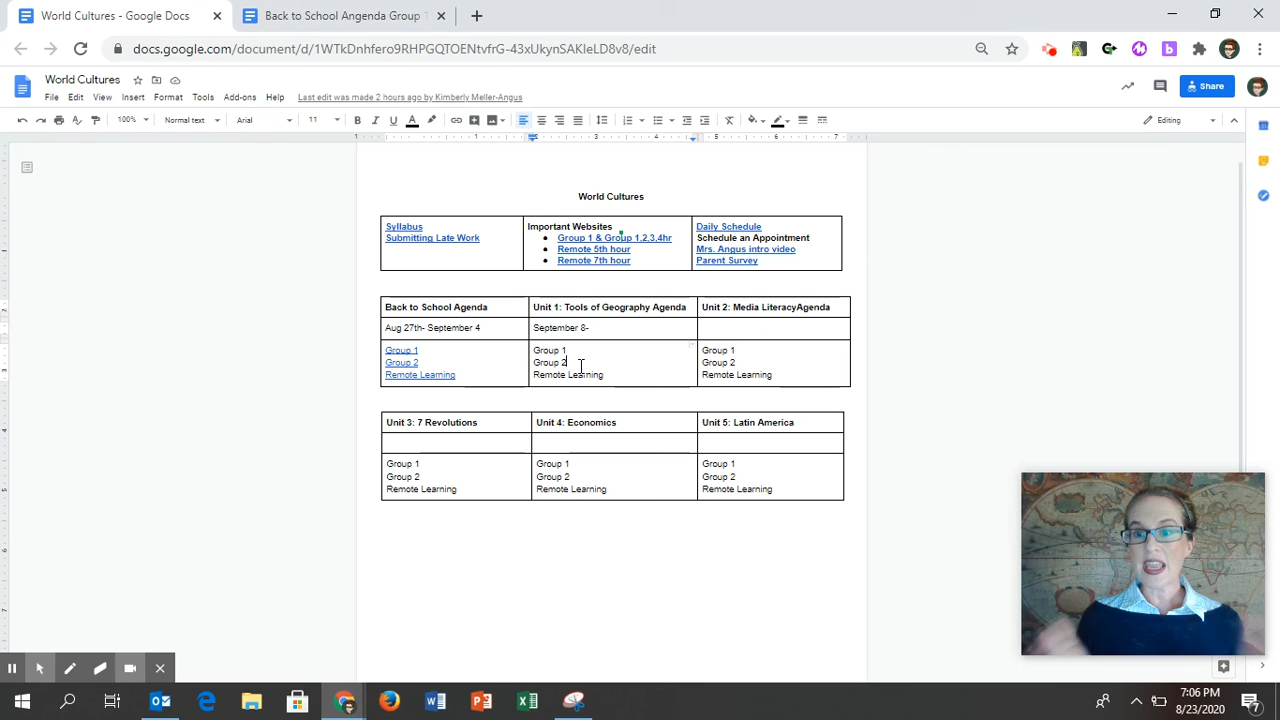 World Cultures - Google Docs
Back to School Angenda Group
docs.google.com/document/d/1WTkDnhfero9RHPGQTOENtvfrG-43xUkynSAKIeLD8v8/edit
World Cultures
File Edit View Insert Format Tools Add-ons Help Last edit was made 2 hours ago by Kimberly Meller-Angus
Share
100% Normal text Arial 11 Editing
World Cultures
Syllabus
Submitting Late Work
Important Websites
Group 1 & Group 1,2,3,4hr
Remote 5th hour
Remote 7th hour
Daily Schedule
Schedule an Appointment
Mrs. Angus intro video
Parent Survey
Back to School Agenda Unit 1: Tools of Geography Agenda Unit 2: Media LiteracyAgenda
Aug 27th- September 4 September 8-
Group 1 Group 1 Group 1
Group 2 Group 2 Group 2
Remote Learning Remote Learning Remote Learning
Unit 3: 7 Revolutions Unit 4: Economics Unit 5: Latin America
Group 1 Group 1 Group 1
Group 2 Group 2 Group 2
Remote Learning Remote Learning Remote Learning
7:06 PM
8/23/2020